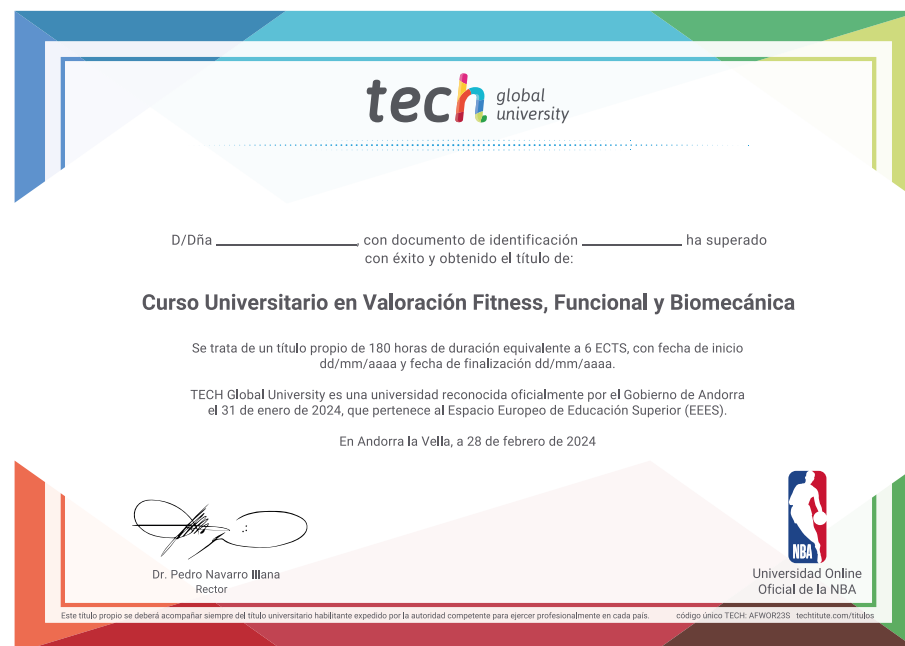 tech global university
D/Dña ________________, con documento de identificación ____________ ha superado
con éxito y obtenido el título de:
Curso Universitario en Valoración Fitness, Funcional y Biomecánica
Se trata de un título propio de 180 horas de duración equivalente a 6 ECTS, con fecha de inicio
dd/mm/aaaa y fecha de finalización dd/mm/aaaa.
TECH Global University es una universidad reconocida oficialmente por el Gobierno de Andorra
el 31 de enero de 2024, que pertenece al Espacio Europeo de Educación Superior (EEES).
En Andorra la Vella, a 28 de febrero de 2024
Dr. Pedro Navarro Illana
Rector
NBA
Universidad Online
Oficial de la NBA
Este título propio se deberá acompañar siempre del título universitario habilitante expedido por la autoridad competente para ejercer profesionalmente en cada país. código único TECH: AFWOR23S techtitute.com/titulos